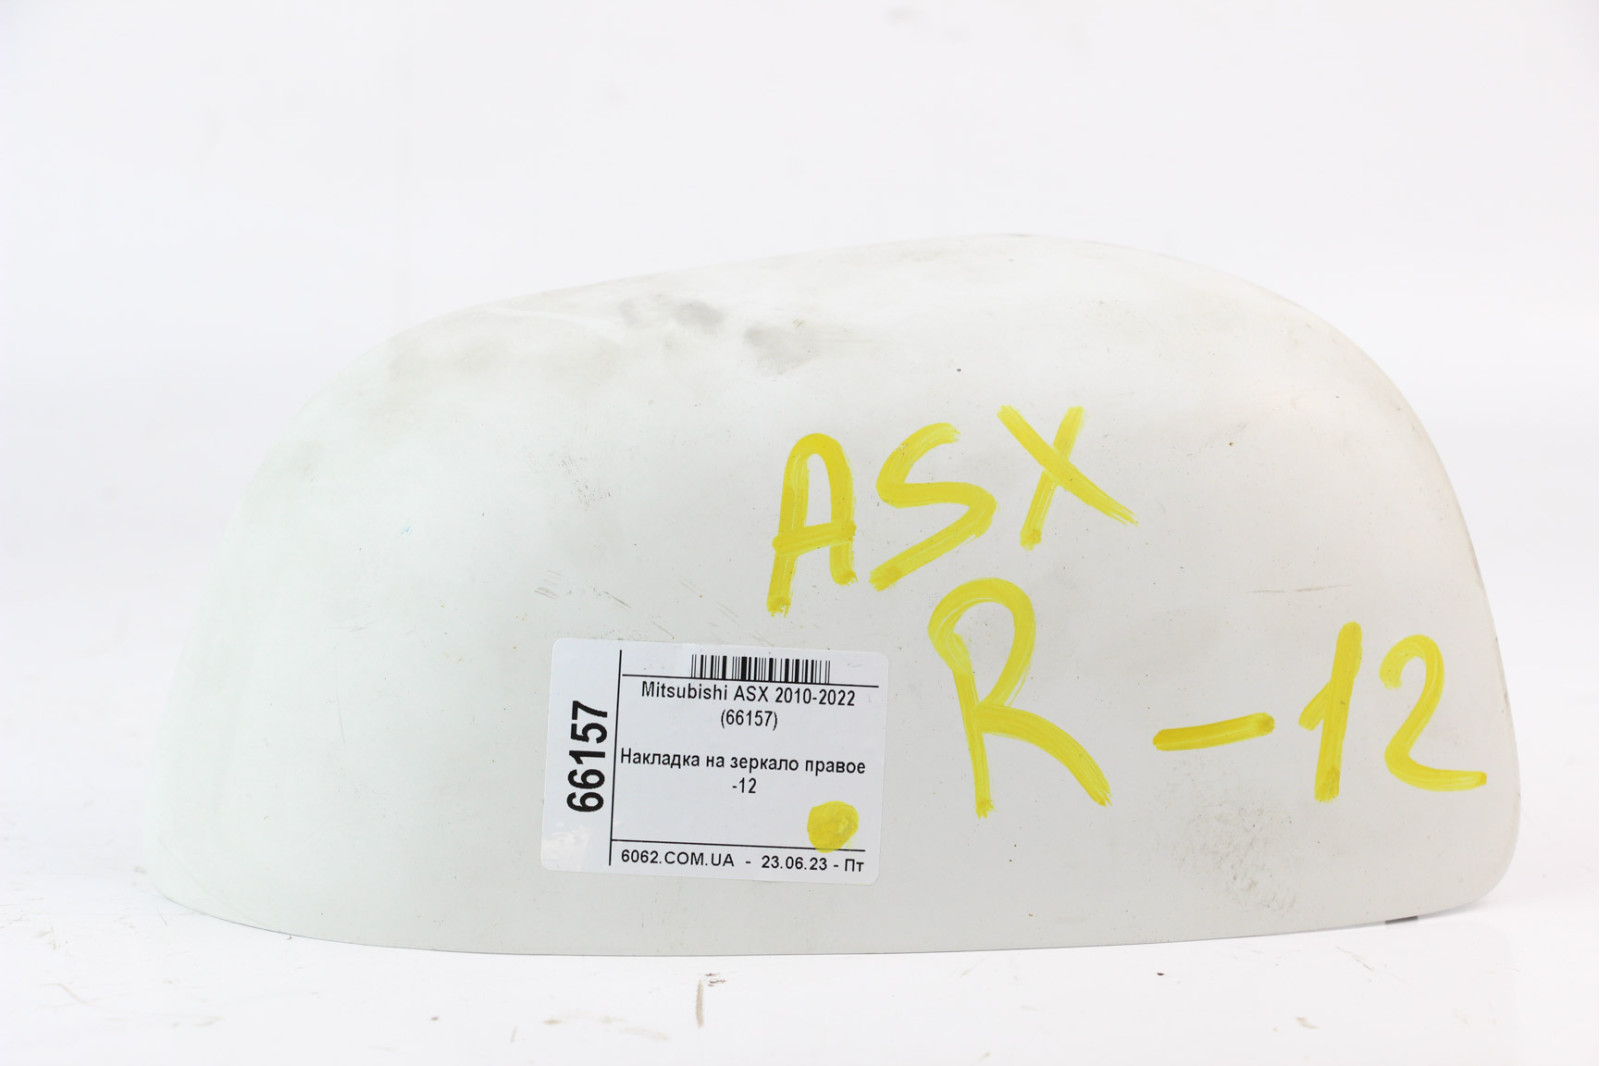 ASX
R-12
66157
Mitsubishi ASX 2010-2022
(66157)
Накладка на зеркало правое
-12
6062.COM.UA - 23.06.23 - Пт